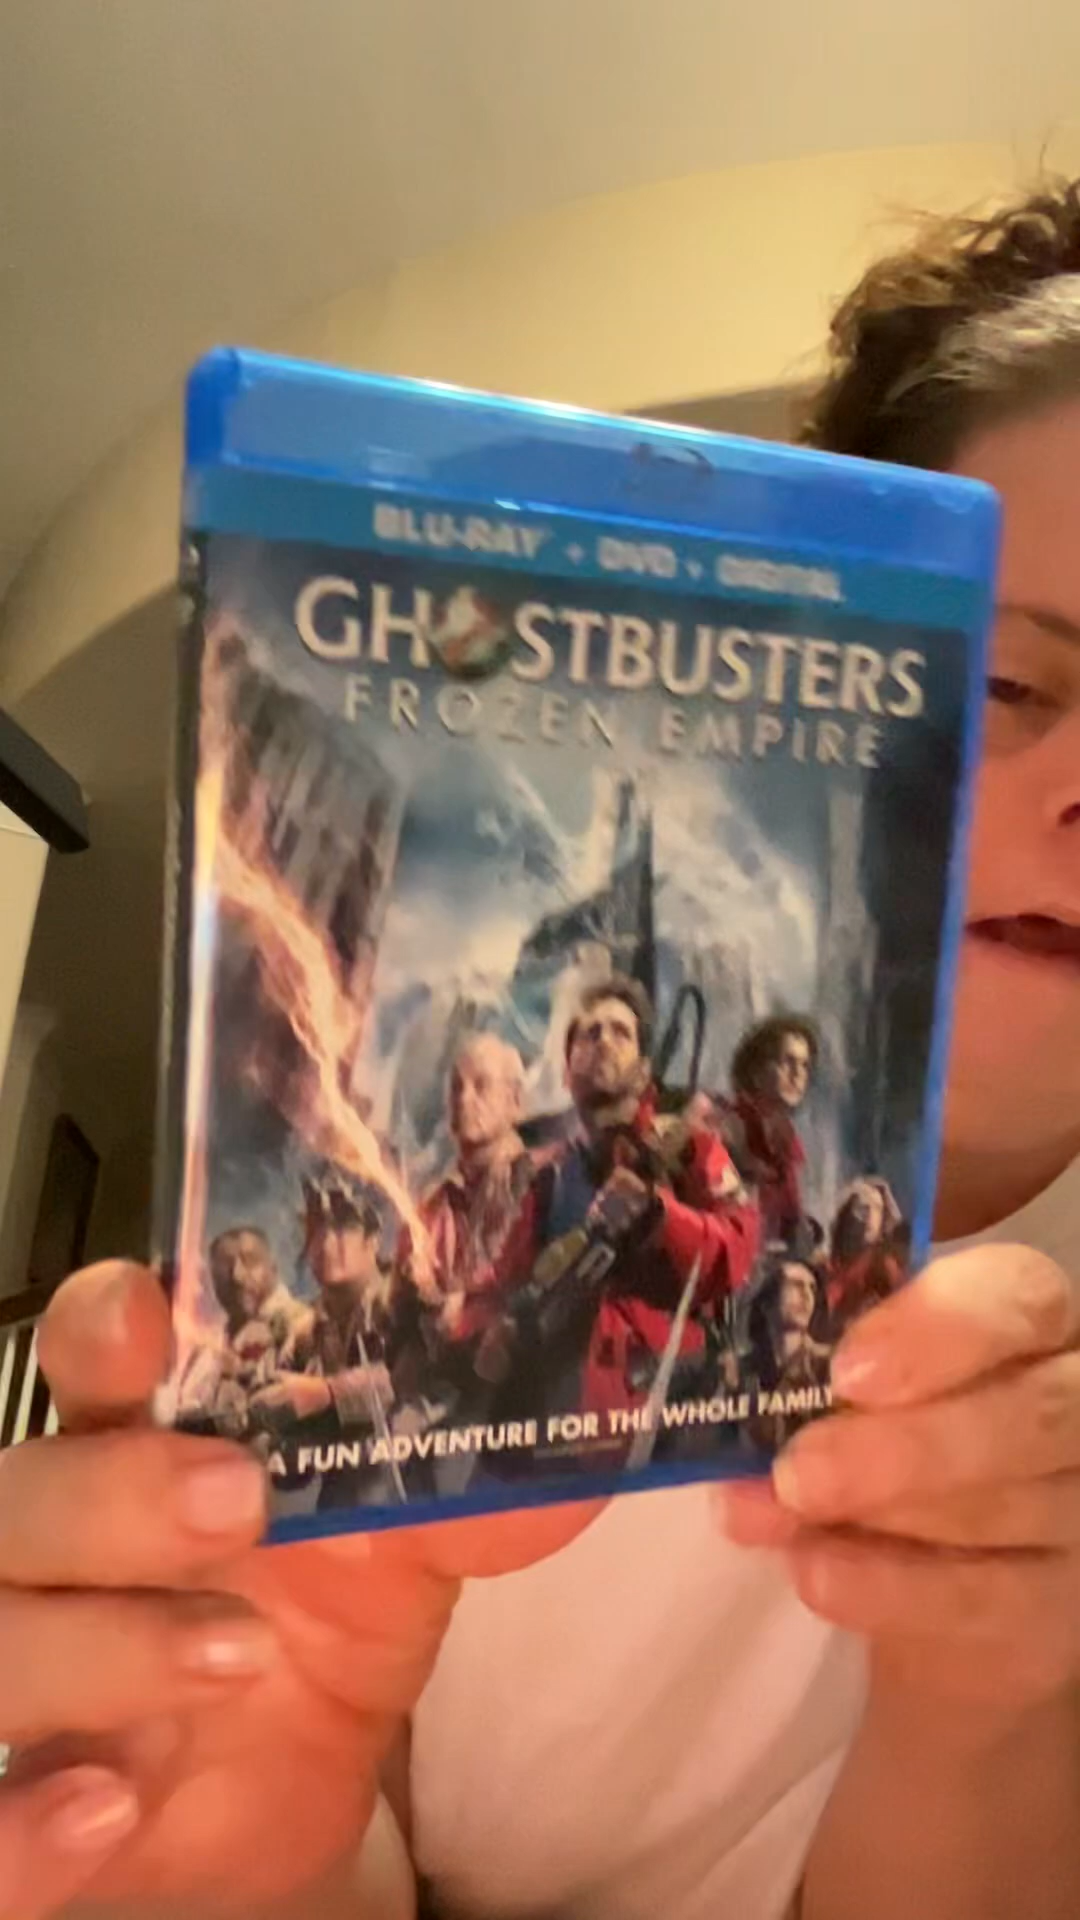 BLU-RAY + DVD + DIGITAL
GHOSTBUSTERS
FROZEN EMPIRE
A FUN ADVENTURE FOR THE WHOLE FAMILY